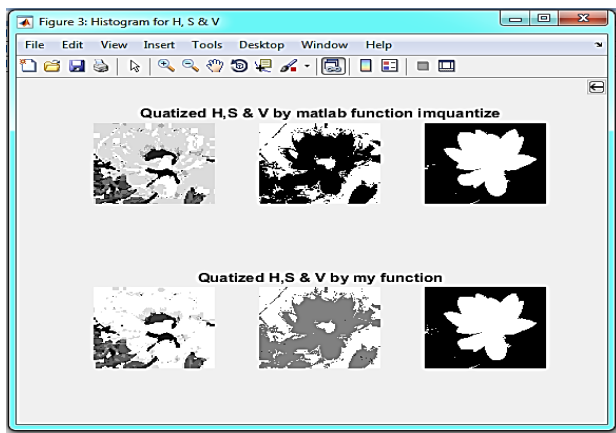 Figure 3: Histogram for H, S & V
File Edit View Insert Tools Desktop Window Help
Quatized H,S & V by matlab function imquantize
Quatized H,S & V by my function